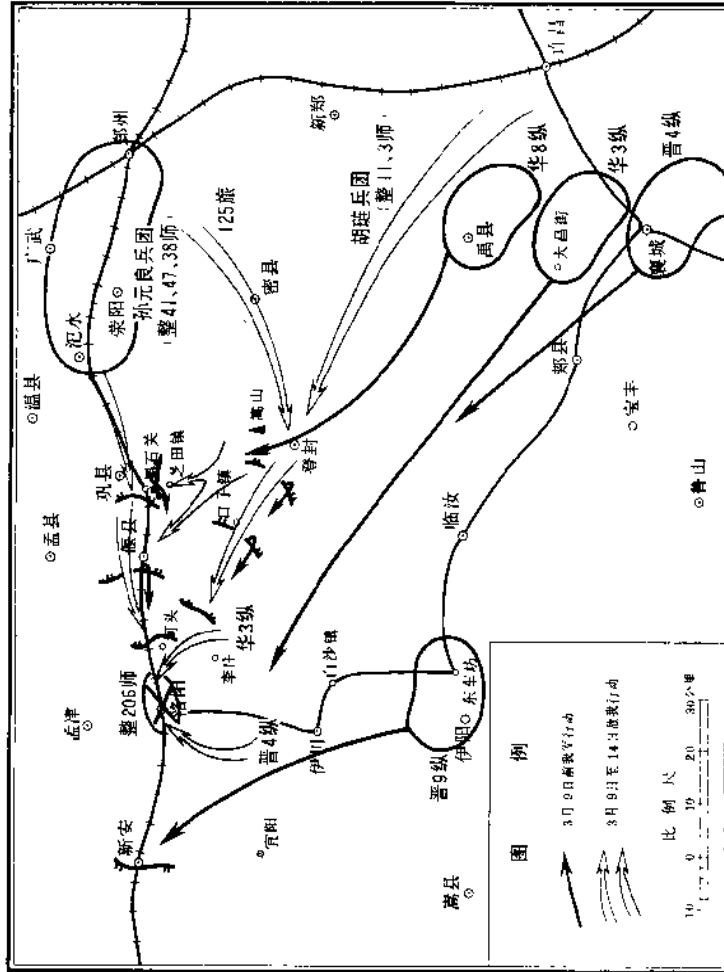 孟津
孟县
温县
新安
整206师
洛阳
河头
偃县
巩县
黑石关
芝田镇
汜水
广武
荥阳
郑州
孙元良兵团
(整41、47、38师)
125旅
新郑
密县
胡琏兵团
(整11、3师)
许昌
宜阳
晋4纵
华3纵
李村
口子镇
嵩山
登封
禹县
华8纵
大昌街
华3纵
襄城
晋4纵
嵩县
伊川
白沙镇
晋9纵
伊阳
东车坊
临汝
郏县
宝丰
鲁山
图例
3月9日前我军行动
3月9日至14日敌我行动
比例尺
10 0 10 20 30公里